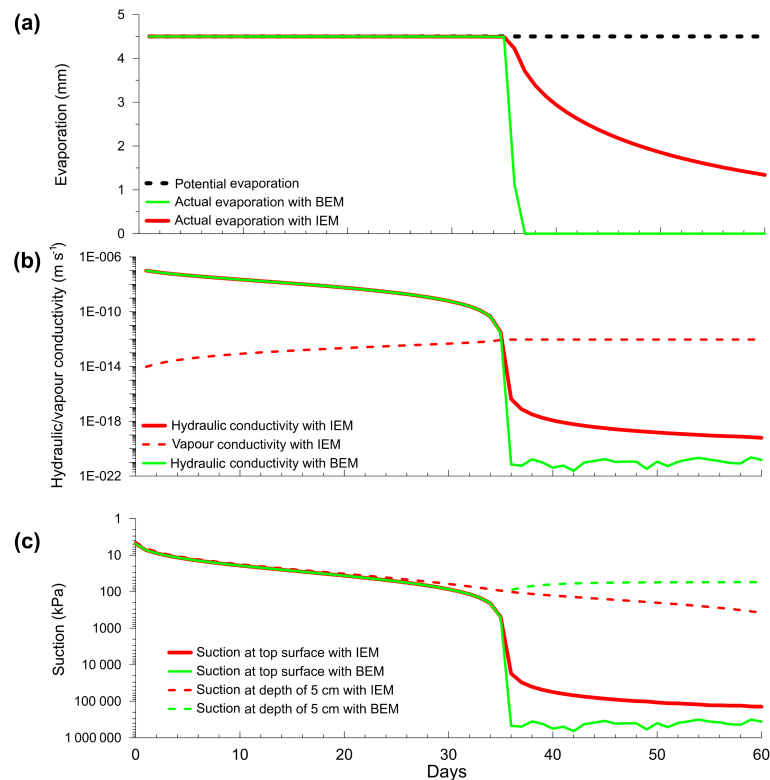 (a)
5
4
3
2
1
0
Evaporation (mm)
Potential evaporation
Actual evaporation with BEM
Actual evaporation with IEM
(b)
1E-006
1E-010
1E-014
1E-018
1E-022
Hydraulic/vapour conductivity (m s-1)
Hydraulic conductivity with IEM
Vapour conductivity with IEM
Hydraulic conductivity with BEM
(c)
1
10
100
1000
10 000
100 000
1 000 000
Suction (kPa)
Suction at top surface with IEM
Suction at top surface with BEM
Suction at depth of 5 cm with IEM
Suction at depth of 5 cm with BEM
0 10 20 30 40 50 60
Days